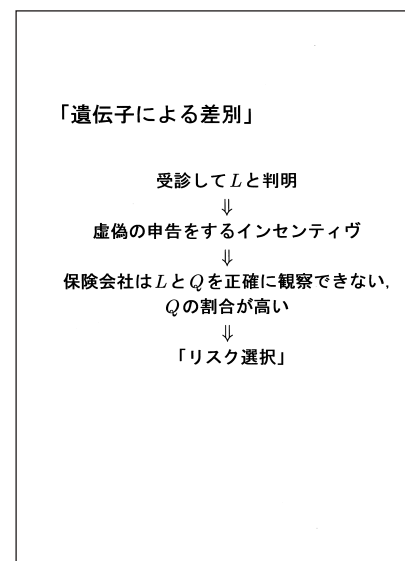 「遺伝子による差別」
受診してLと判明
⇓
虚偽の申告をするインセンティヴ
⇓
保険会社はLとQを正確に観察できない,
Qの割合が高い
⇓
「リスク選択」